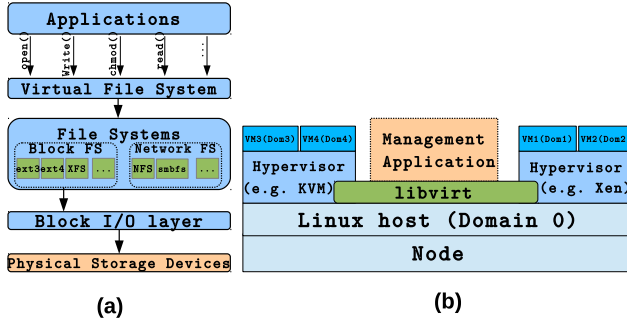 Applications
open()
Write()
chmod()
read()
...
Virtual File System
File Systems
Block FS
Network FS
ext3
ext4
XFS
...
NFS
smbfs
...
Block I/O layer
Physical Storage Devices
(a)
VM3(Dom3)
VM4(Dom4)
Hypervisor
(e.g. KVM)
Management
Application
VM1(Dom1)
VM2(Dom2
Hypervisor
(e.g. Xen)
libvirt
Linux host (Domain 0)
Node
(b)